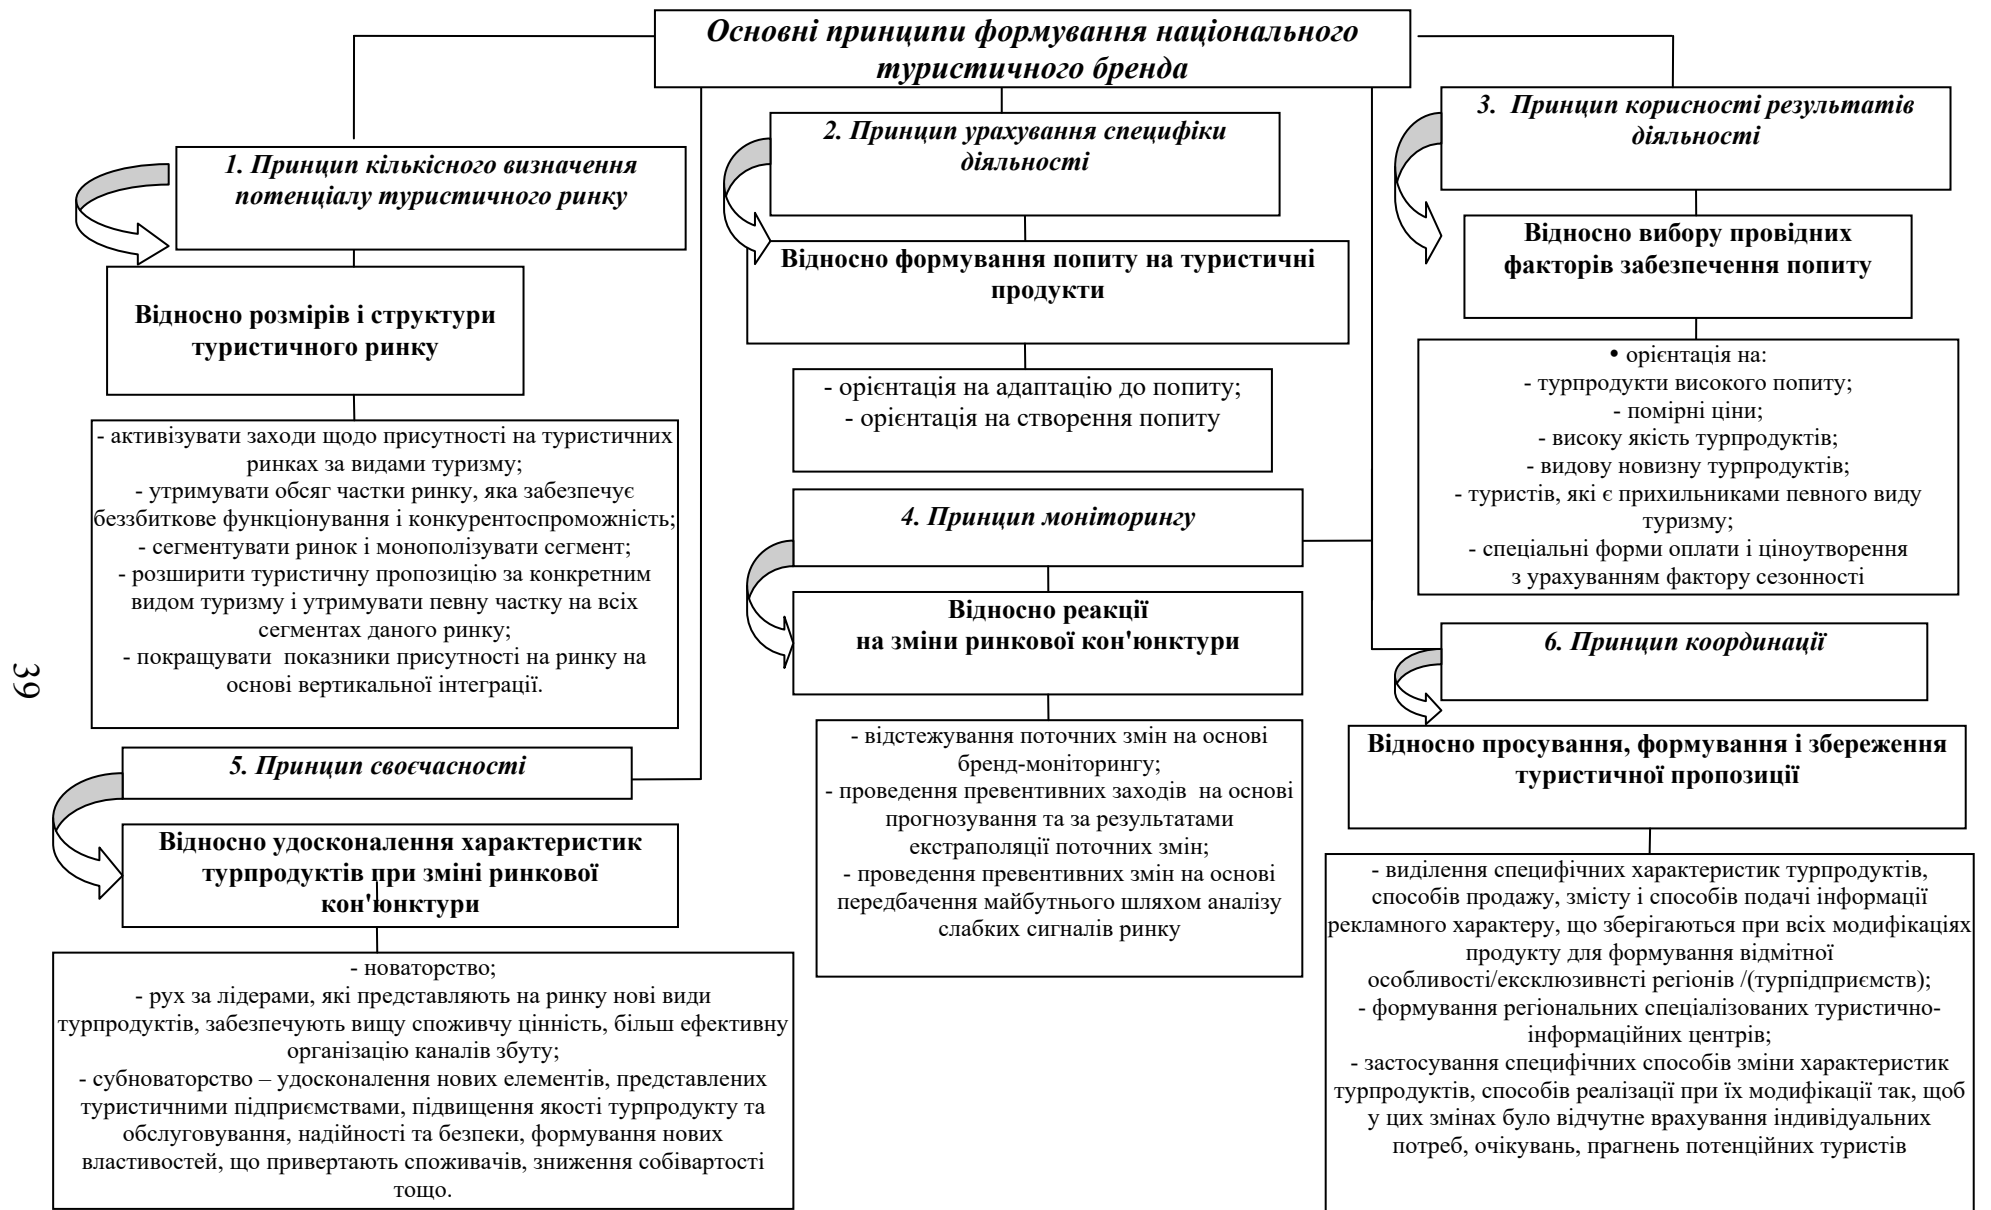 Основні принципи формування національного
туристичного бренда
1. Принцип кількісного визначення
потенціалу туристичного ринку
Відносно розмірів і структури
туристичного ринку
- активізувати заходи щодо присутності на туристичних
ринках за видами туризму;
- утримувати обсяг частки ринку, яка забезпечує
беззбиткове функціонування і конкурентоспроможність;
- сегментувати ринок і монополізувати сегмент;
- розширити туристичну пропозицію за конкретним
видом туризму і утримувати певну частку на всіх
сегментах даного ринку;
- покращувати показники присутності на ринку на
основі вертикальної інтеграції.
2. Принцип урахування специфіки
діяльності
Відносно формування попиту на туристичні
продукти
- орієнтація на адаптацію до попиту;
- орієнтація на створення попиту
3. Принцип корисності результатів
діяльності
Відносно вибору провідних
факторів забезпечення попиту
• орієнтація на:
- турпродукти високого попиту;
- помірні ціни;
- високу якість турпродуктів;
- видову новизну турпродуктів;
- туристів, які є прихильниками певного виду
туризму;
- спеціальні форми оплати і ціноутворення
з урахуванням фактору сезонності
4. Принцип моніторингу
Відносно реакції
на зміни ринкової кон'юнктури
- відстежування поточних змін на основі
бренд-моніторингу;
- проведення превентивних заходів на основі
прогнозування та за результатами
екстраполяції поточних змін;
- проведення превентивних змін на основі
передбачення майбутнього шляхом аналізу
слабких сигналів ринку
5. Принцип своєчасності
Відносно удосконалення характеристик
турпродуктів при зміні ринкової
кон'юнктури
- новаторство;
- рух за лідерами, які представляють на ринку нові види
турпродуктів, забезпечують вищу споживчу цінність, більш ефективну
організацію каналів збуту;
- субноваторство – удосконалення нових елементів, представлених
туристичними підприємствами, підвищення якості турпродукту та
обслуговування, надійності та безпеки, формування нових
властивостей, що привертають споживачів, зниження собівартості
тощо.
6. Принцип координації
Відносно просування, формування і збереження
туристичної пропозиції
- виділення специфічних характеристик турпродуктів,
способів продажу, змісту і способів подачі інформації
рекламного характеру, що зберігаються при всіх модифікаціях
продукту для формування відмітної
особливості/ексклюзивнсті регіонів /(турпідприємств);
- формування регіональних спеціалізованих туристично-
інформаційних центрів;
- застосування специфічних способів зміни характеристик
турпродуктів, способів реалізації при їх модифікації так, щоб
у цих змінах було відчутне врахування індивідуальних
потреб, очікувань, прагнень потенційних туристів
39